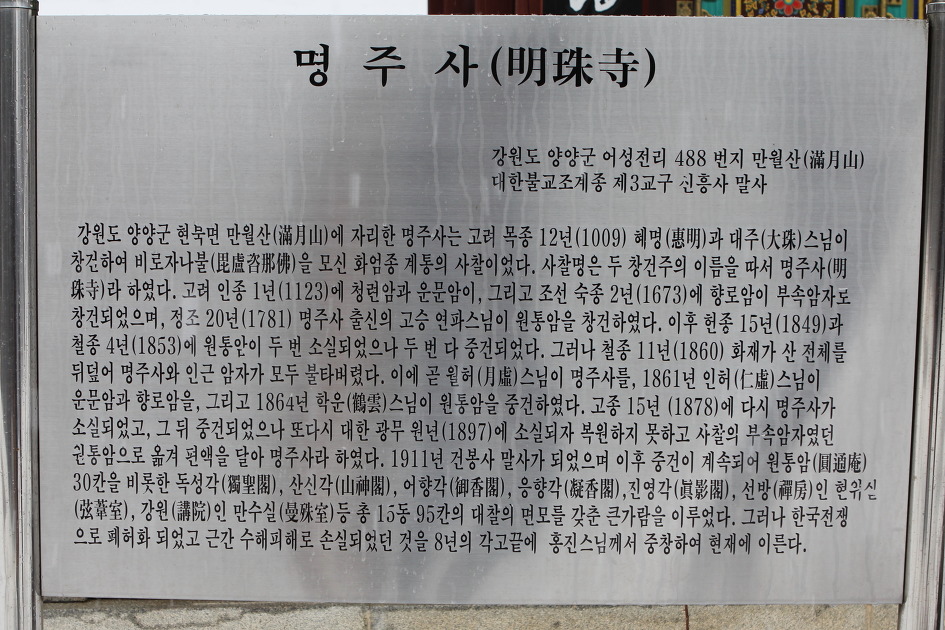 명 주 사(明珠寺)
강원도 양양군 어성전리 488 번지 만월산(滿月山)
대한불교조계종 제3교구 신흥사 말사
강원도 양양군 현북면 만월산(滿月山)에 자리한 명주사는 고려 목종 12년(1009) 혜명(惠明)과 대주(大珠)스님이
창건하여 비로자나불(毘盧咨那佛)을 모신 화엄종 계통의 사찰이었다. 사찰명은 두 창건주의 이름을 따서 명주사(明
珠寺)라 하였다. 고려 인종 1년(1123)에 청련암과 운문암이, 그리고 조선 숙종 2년(1673)에 향로암이 부속암자로
창건되었으며, 정조 20년(1781) 명주사 출신의 고승 연파스님이 원통암을 창건하였다. 이후 헌종 15년(1849)과
철종 4년(1853)에 원통안이 두 번 소실되었으나 두 번 다 중건되었다. 그러나 철종 11년(1860) 화재가 산 전체를
뒤덮어 명주사와 인근 암자가 모두 불타버렸다. 이에 곧 월허(月虛)스님이 명주사를, 1861년 인허(仁虛)스님이
운문암과 향로암을, 그리고 1864년 학운(鶴雲)스님이 원통암을 중건하였다. 고종 15년 (1878)에 다시 명주사가
소실되었고, 그 뒤 중건되었으나 또다시 대한 광무 원년(1897)에 소실되자 복원하지 못하고 사찰의 부속암자였던
원통암으로 옮겨 편액을 달아 명주사라 하였다. 1911년 건봉사 말사가 되었으며 이후 중건이 계속되어 원통암(圓通庵)
30칸을 비롯한 독성각(獨聖閣), 산신각(山神閣), 어향각(御香閣), 응향각(凝香閣),진영각(眞影閣), 선방(禪房)인 현위실
(弦葦室), 강원(講院)인 만수실(曼殊室)등 총 15동 95칸의 대찰의 면모를 갖춘 큰가람을 이루었다. 그러나 한국전쟁
으로 폐허화 되었고 근간 수해피해로 손실되었던 것을 8년의 각고끝에 홍진스님께서 중창하여 현재에 이른다.